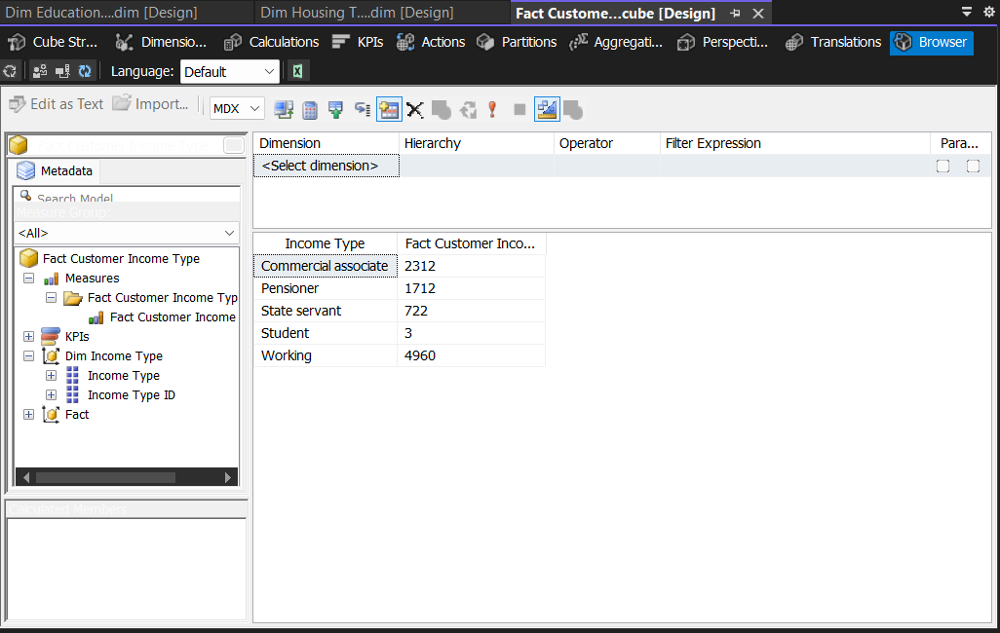 Dim Education....dim [Design] Dim Housing T....dim [Design] Fact Custome...cube [Design]
Cube Str... Dimensio... Calculations KPIs Actions Partitions Aggregati... Perspecti... Translations Browser
Language: Default
Edit as Text Import... MDX
Fact Customer Income Type
Metadata
Search Model
Measure Group:
<All>
Fact Customer Income Type
Measures
Fact Customer Income Typ
Fact Customer Income
KPIs
Dim Income Type
Income Type
Income Type ID
Fact
Calculated Members
Dimension Hierarchy Operator Filter Expression Para...
<Select dimension>
Income Type Fact Customer Inco...
Commercial associate 2312
Pensioner 1712
State servant 722
Student 3
Working 4960